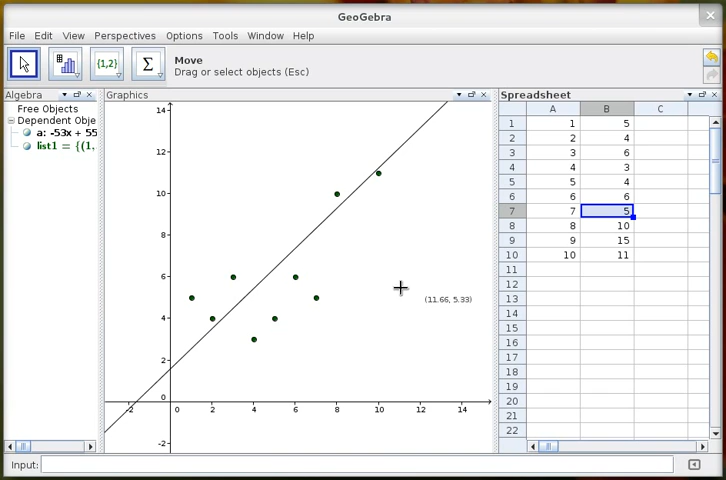 GeoGebra
File Edit View Perspectives Options Tools Window Help
{1,2} Σ
Move
Drag or select objects (Esc)
Algebra
Free Objects
Dependent Obje
a: -53x + 55
list1 = {(1,
Graphics
14
12
10
8
6
4
2
0
-2
-2 0 2 4 6 8 10 12 14
(11.66, 5.33)
Spreadsheet
A B C
1 1 5
2 2 4
3 3 6
4 4 3
5 5 4
6 6 6
7 7 5
8 8 10
9 9 15
10 10 11
11
12
13
14
15
16
17
18
19
20
21
22
Input: